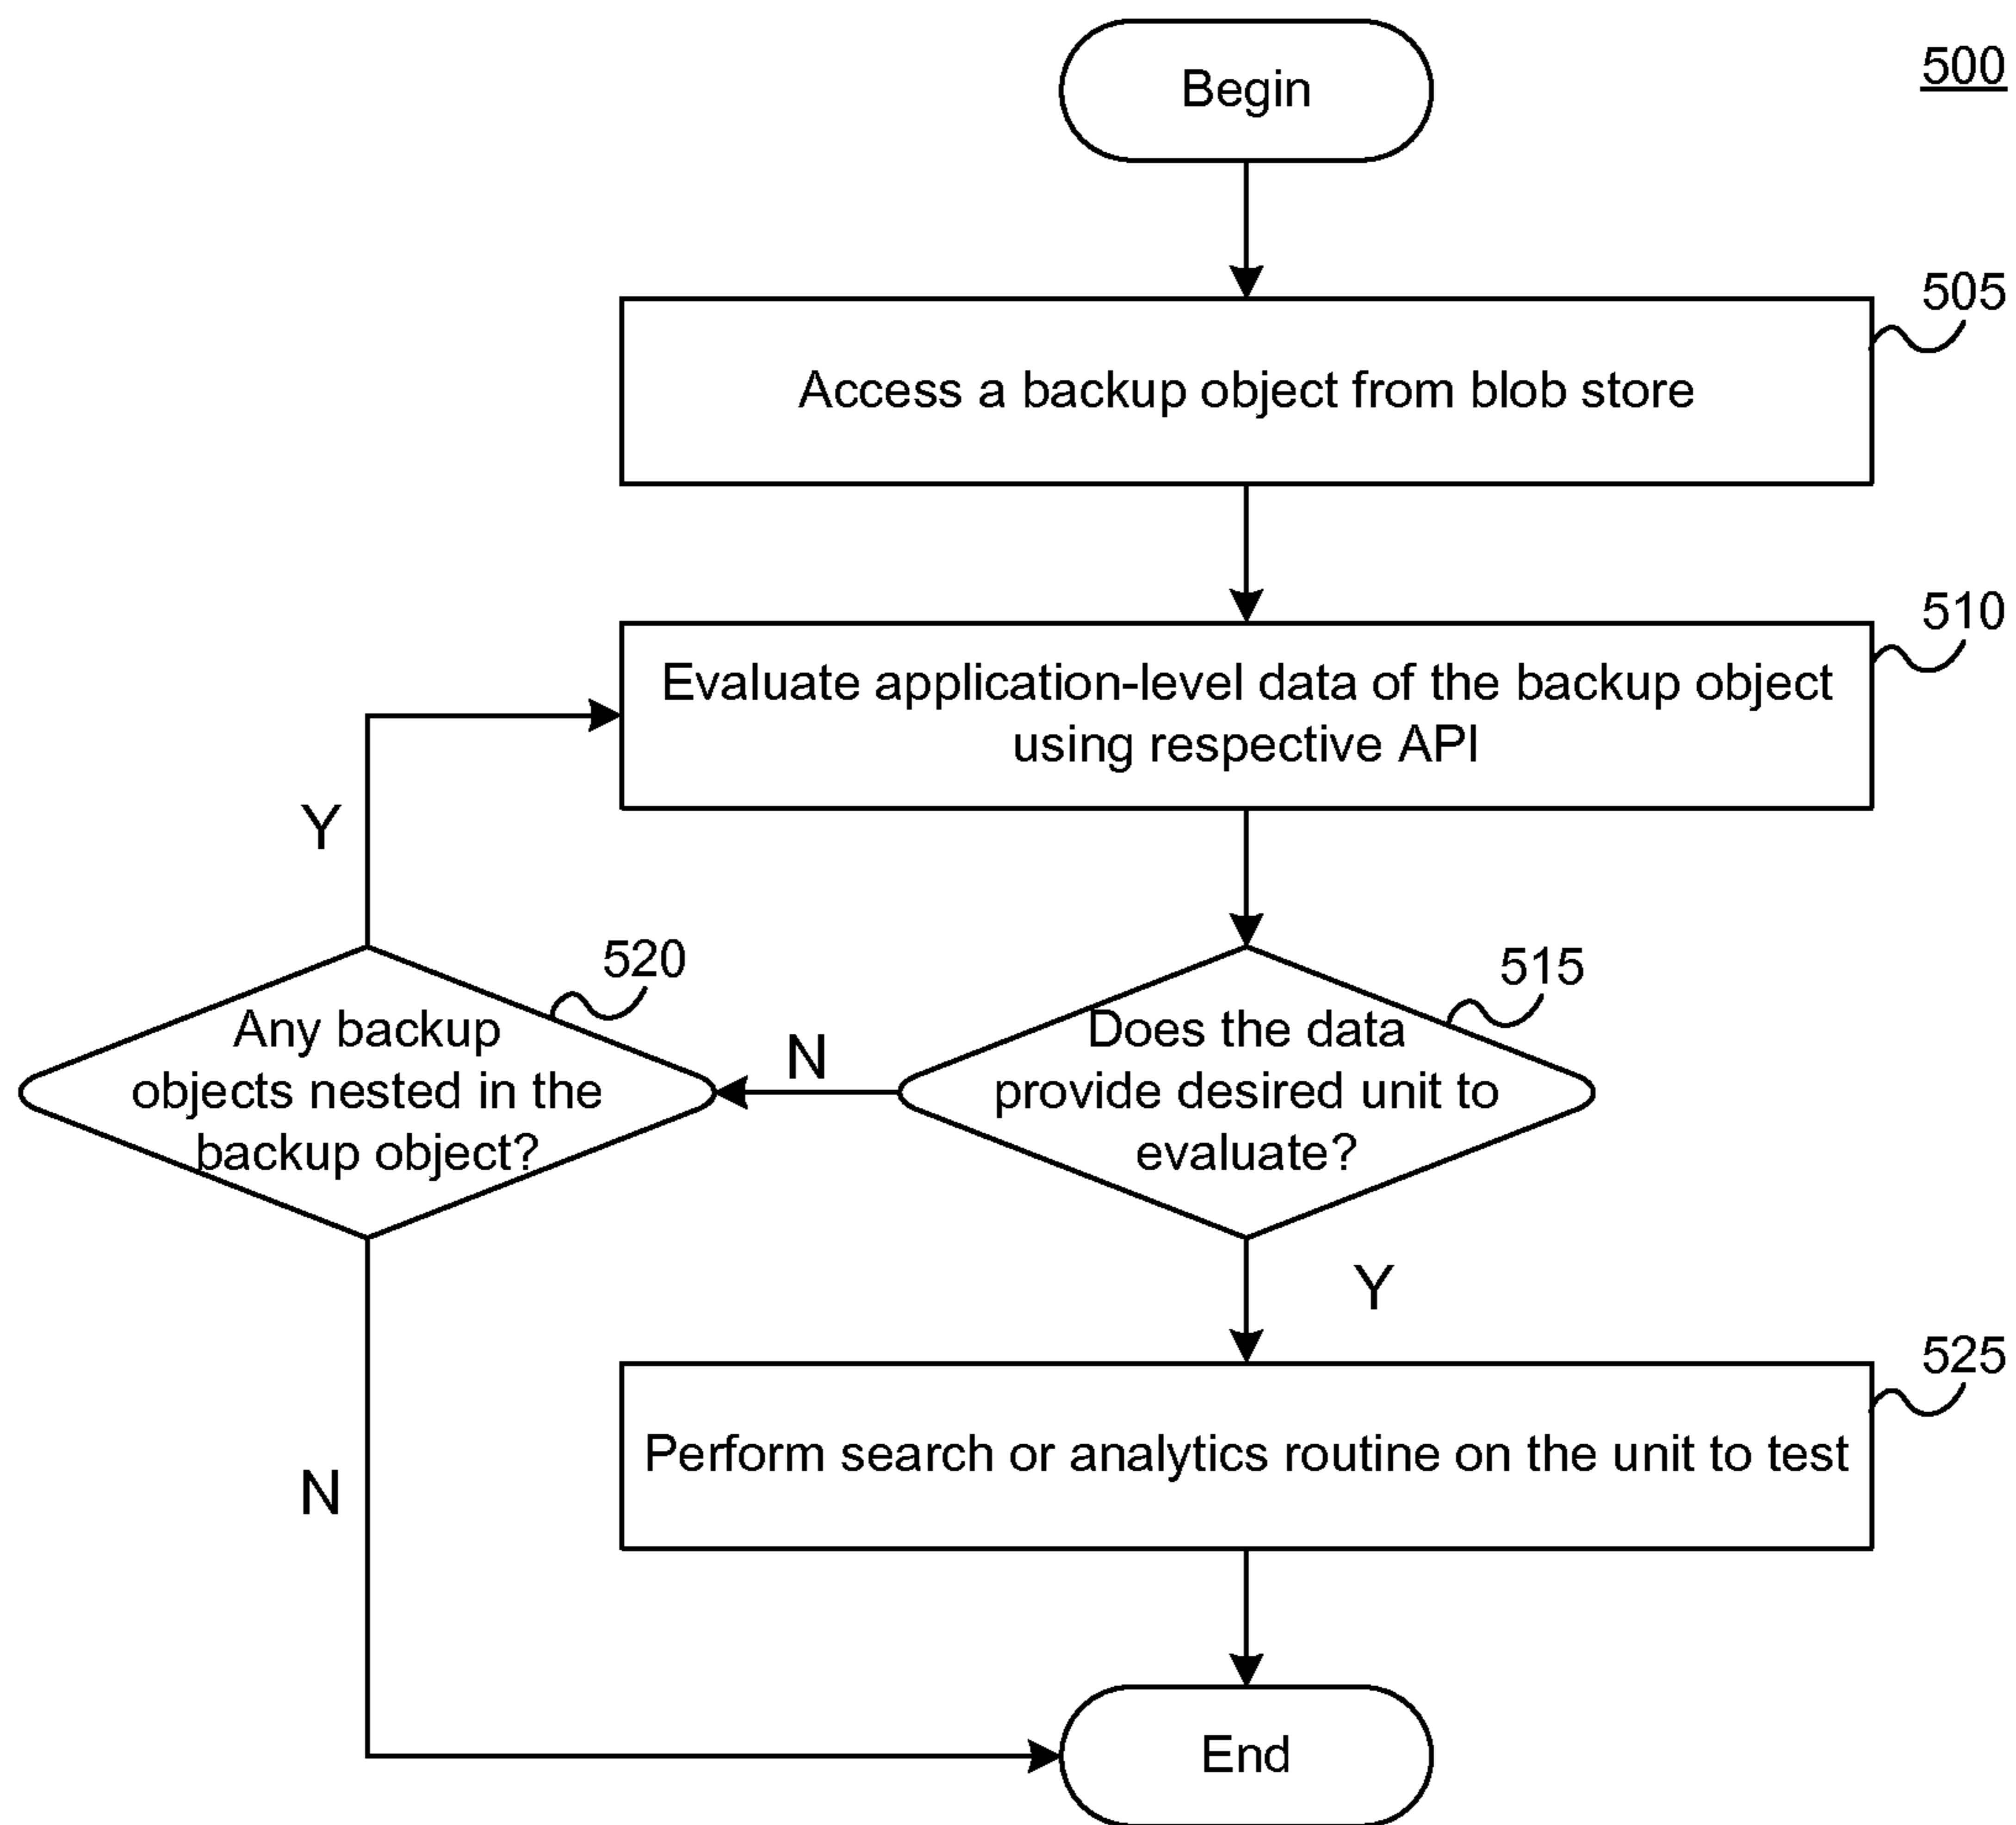 Begin
500
505
Access a backup object from blob store
510
Evaluate application-level data of the backup object
using respective API
Y
520
515
Any backup
objects nested in the
backup object?
N
Does the data
provide desired unit to
evaluate?
Y
525
Perform search or analytics routine on the unit to test
N
End